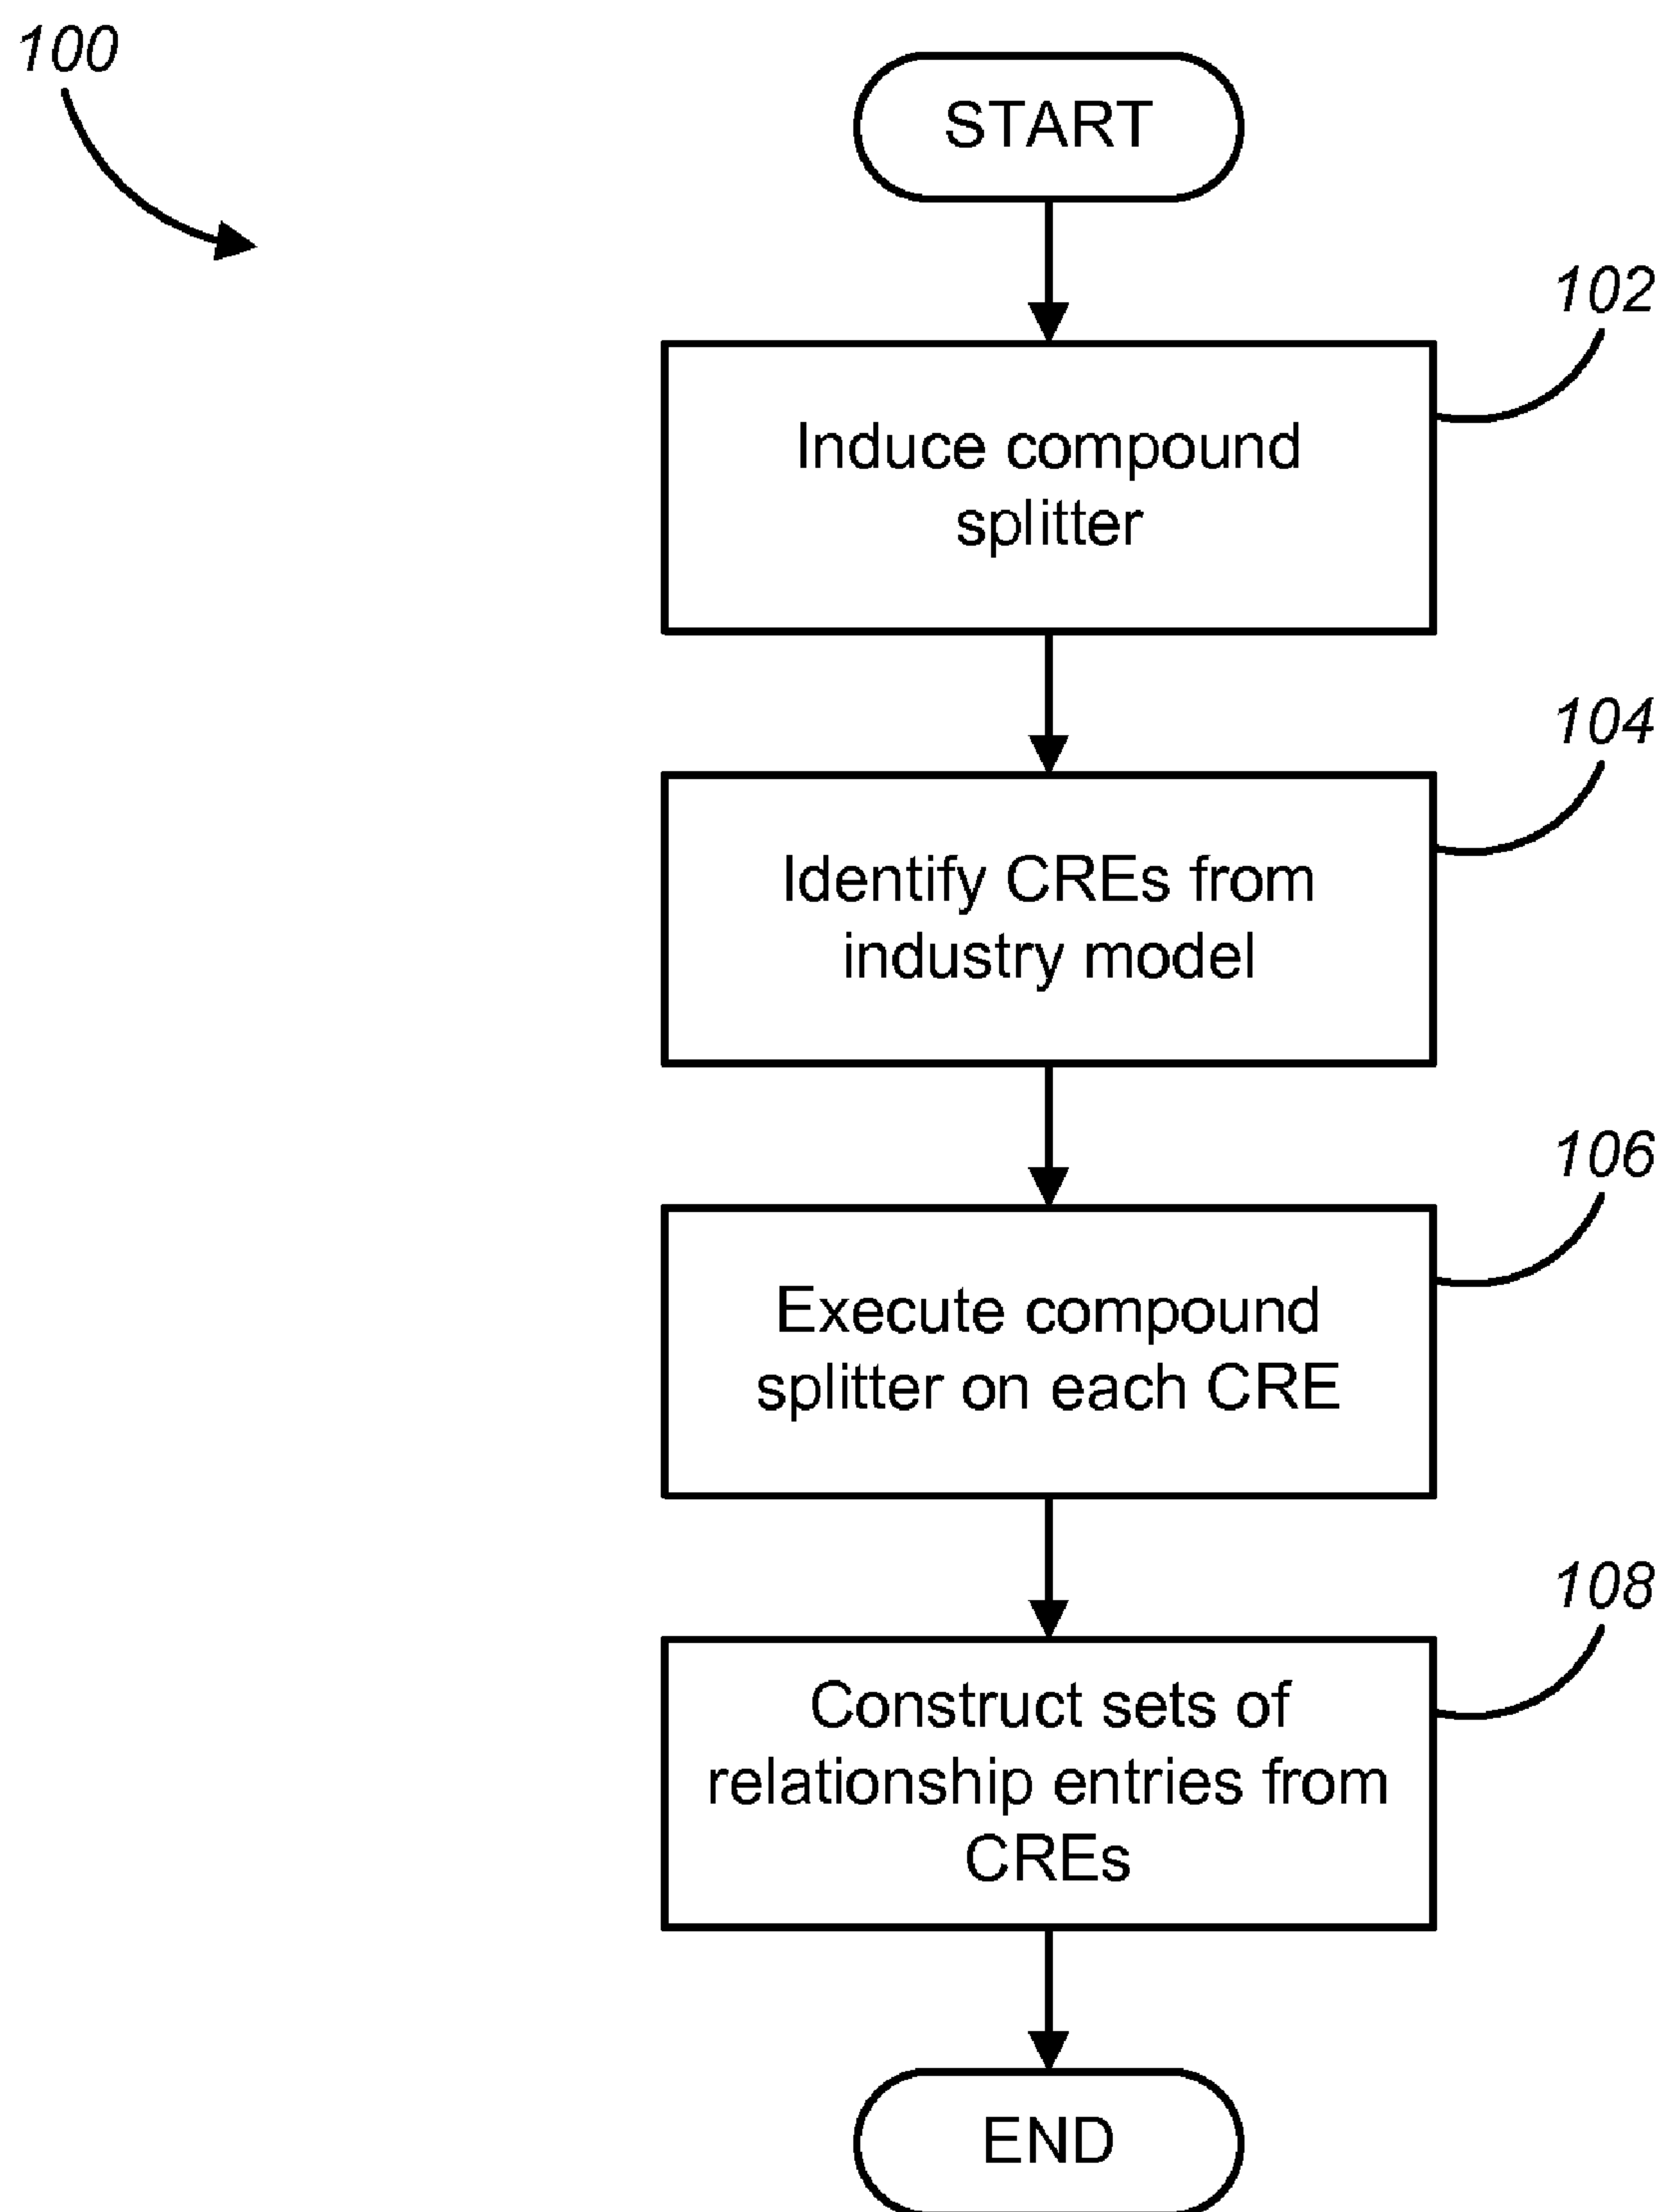 100
START
102
Induce compound
splitter
104
Identify CREs from
industry model
106
Execute compound
splitter on each CRE
108
Construct sets of
relationship entries from
CREs
END